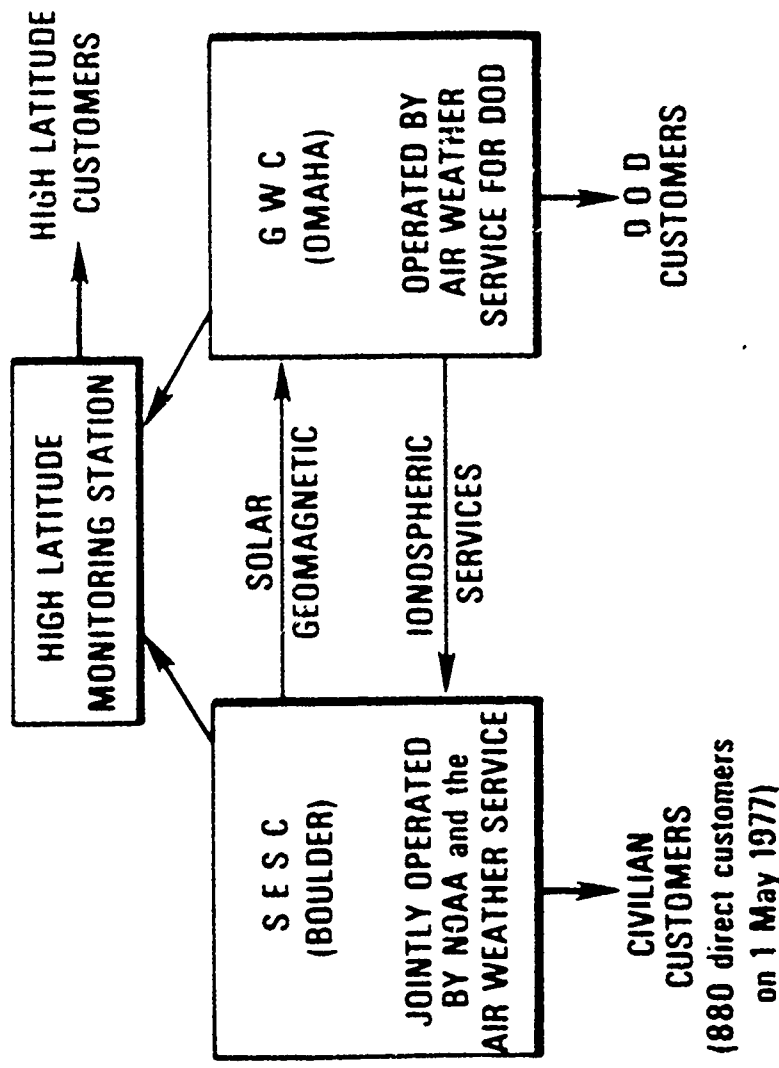 HIGH LATITUDE
MONITORING STATION
HIGH LATITUDE
CUSTOMERS
S E S C
(BOULDER)
JOINTLY OPERATED
BY NOAA and the
AIR WEATHER SERVICE
SOLAR
GEOMAGNETIC
IONOSPHERIC
SERVICES
G W C
(OMAHA)
OPERATED BY
AIR WEATHER
SERVICE FOR DOD
CIVILIAN
CUSTOMERS
(880 direct customers
on 1 May 1977)
D O D
CUSTOMERS